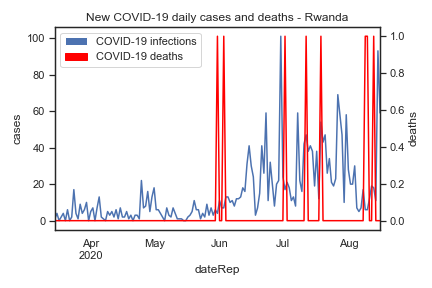 New COVID-19 daily cases and deaths - Rwanda
COVID-19 infections
COVID-19 deaths
100
80
60
40
20
0
cases
1.0
0.8
0.6
0.4
0.2
0.0
deaths
Apr
2020
May
Jun
Jul
Aug
dateRep